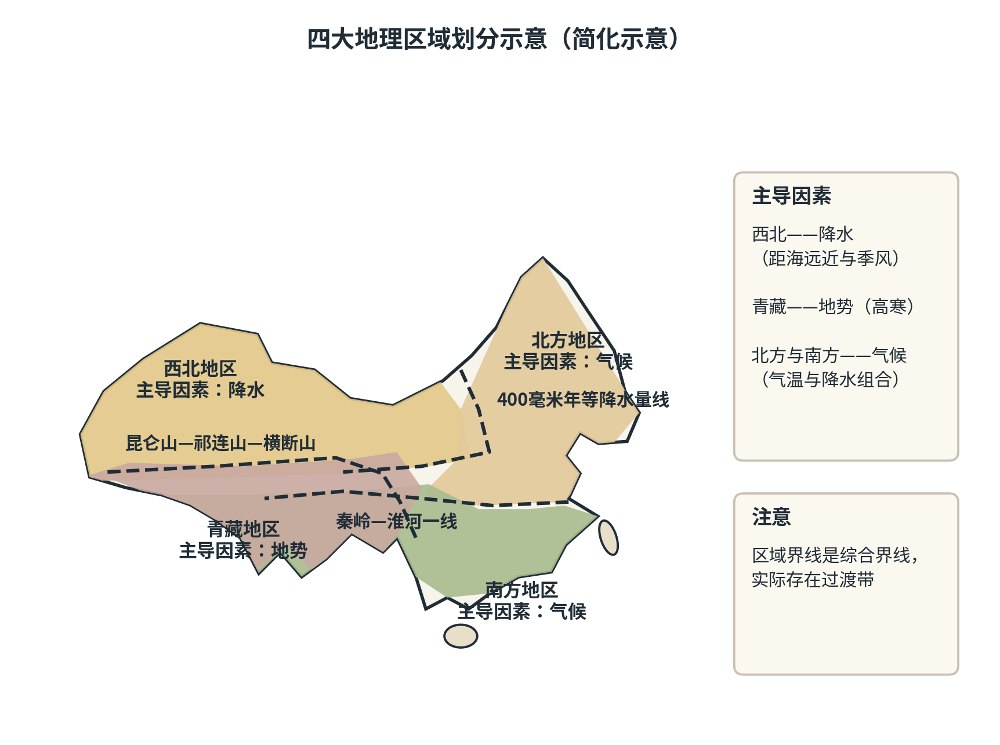 四大地理区域划分示意（简化示意）
西北地区
主导因素：降水
北方地区
主导因素：气候
400毫米年等降水量线
昆仑山—祁连山—横断山
青藏地区
主导因素：地势
秦岭—淮河一线
南方地区
主导因素：气候
主导因素
西北——降水
（距海远近与季风）
青藏——地势（高寒）
北方与南方——气候
（气温与降水组合）
注意
区域界线是综合界线，
实际存在过渡带